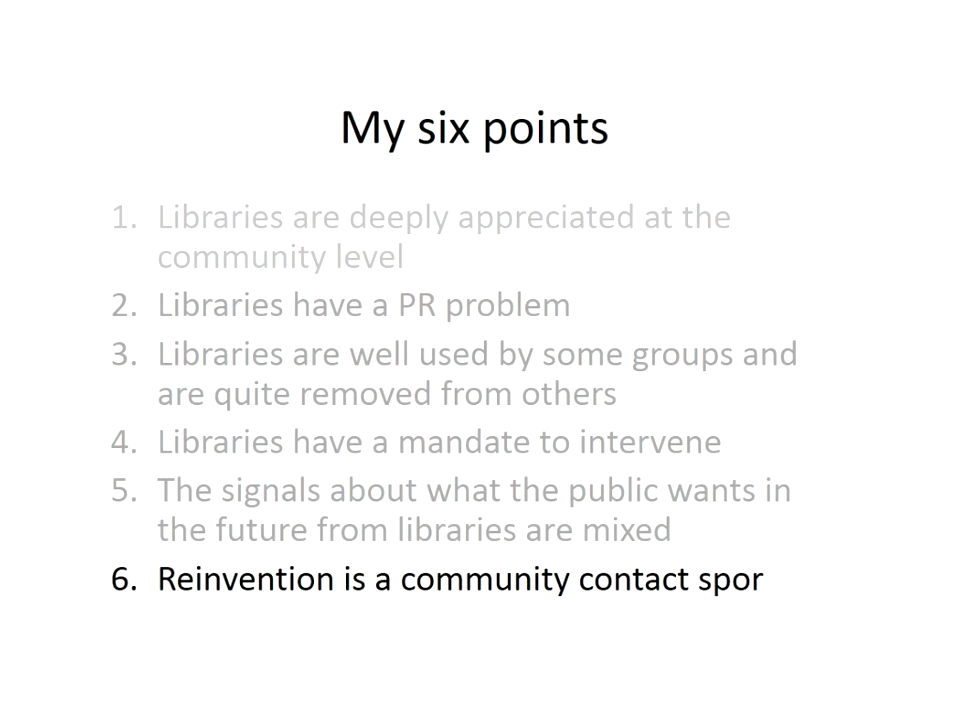 My six points
1. Libraries are deeply appreciated at the
community level
2. Libraries have a PR problem
3. Libraries are well used by some groups and
are quite removed from others
4. Libraries have a mandate to intervene
5. The signals about what the public wants in
the future from libraries are mixed
6. Reinvention is a community contact spor